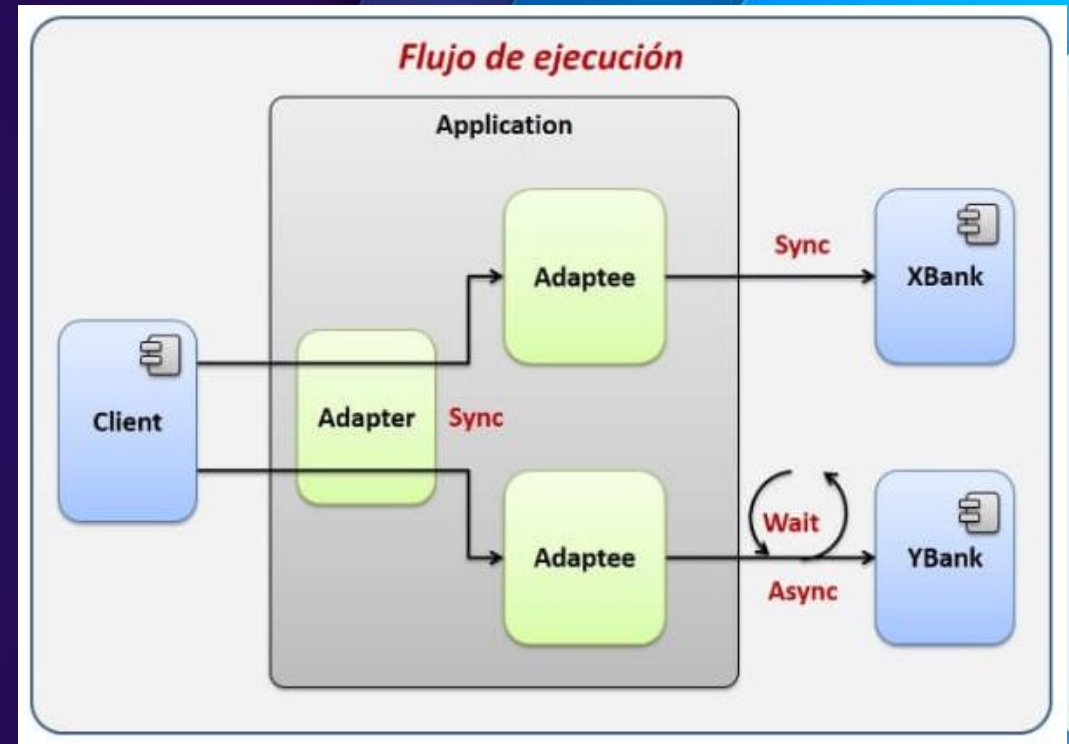 Flujo de ejecución
Application
Adaptee
Sync
XBank
Client
Adapter
Sync
Adaptee
Wait
Async
YBank